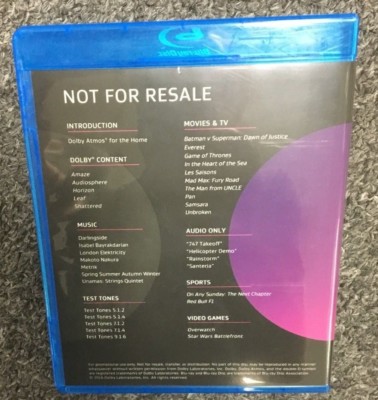 NOT FOR RESALE
INTRODUCTION
Dolby Atmos® for the Home
DOLBY® CONTENT
Amaze
Audiosphere
Horizon
Leaf
Shattered
MUSIC
Darlingside
Isabel Bayrakdarian
London Elektricity
Makoto Nakura
Metrik
Spring Summer Autumn Winter
Sinamao, Strings Quintet
TEST TONES
Test Tones 5.1.2
Test Tones 5.1.4
Test Tones 7.1.2
Test Tones 7.1.4
Test Tones 9.1.6
MOVIES & TV
Batman v Superman: Dawn of Justice
Everest
Game of Thrones
In the Heart of the Sea
Les Saisons
Mad Max: Fury Road
The Man from UNCLE
Pan
Samsara
Unbroken
AUDIO ONLY
"747 Takeoff"
"Helicopter Demo"
"Rainstorm"
"Santeria"
SPORTS
On Any Sunday: The Next Chapter
Red Bull F1
VIDEO GAMES
Overwatch
Star Wars Battlefront